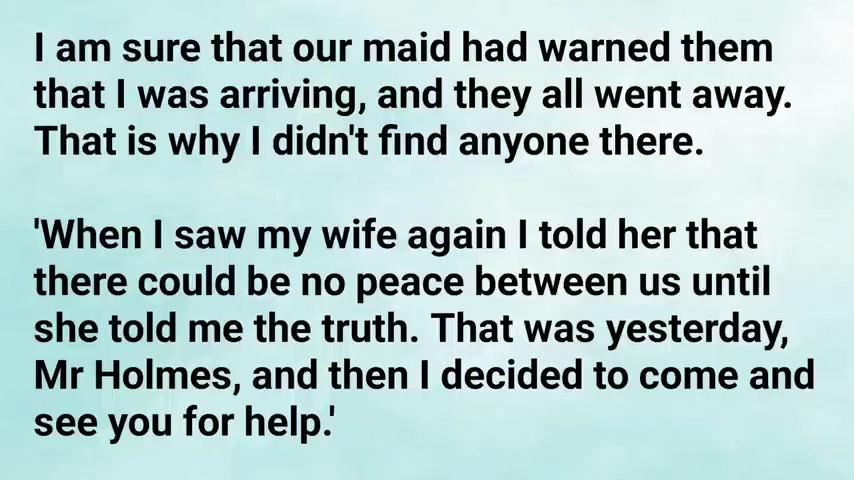 I am sure that our maid had warned them
that I was arriving, and they all went away.
That is why I didn't find anyone there.
'When I saw my wife again I told her that
there could be no peace between us until
she told me the truth. That was yesterday,
Mr Holmes, and then I decided to come and
see you for help.'